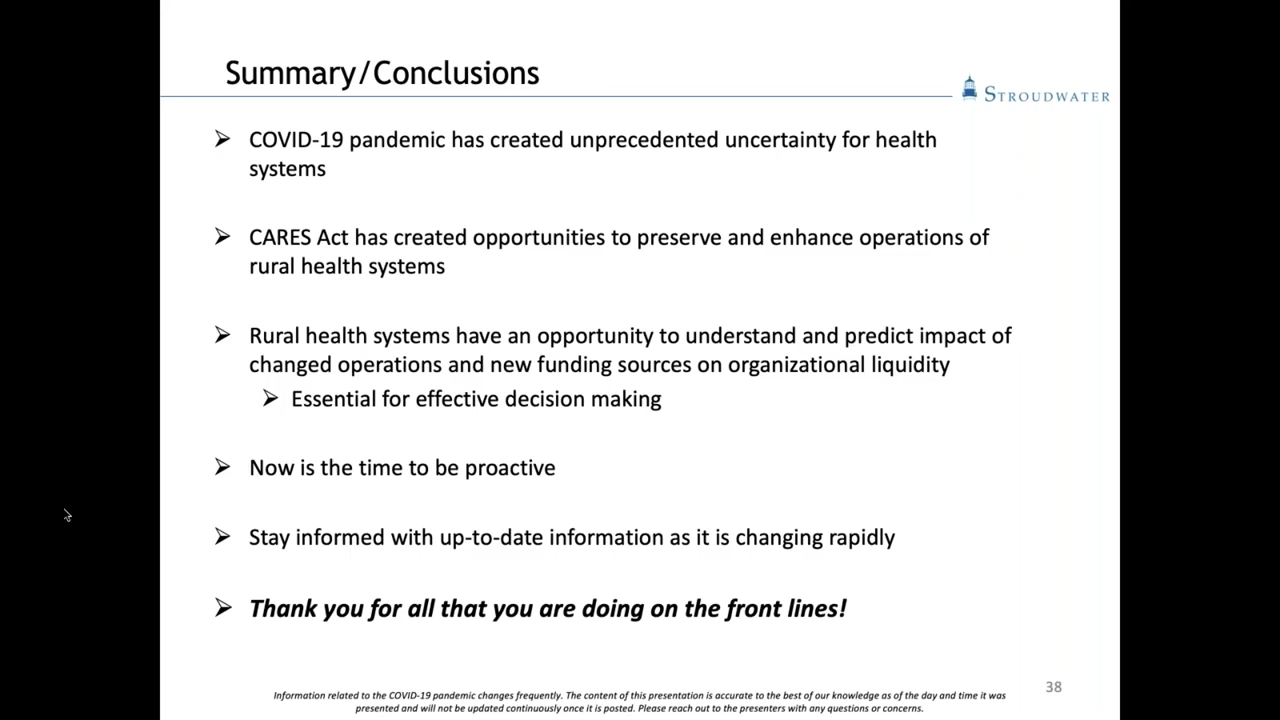 Summary/Conclusions
STROUDWATER
➢ COVID-19 pandemic has created unprecedented uncertainty for health
systems
➢ CARES Act has created opportunities to preserve and enhance operations of
rural health systems
➢ Rural health systems have an opportunity to understand and predict impact of
changed operations and new funding sources on organizational liquidity
➢ Essential for effective decision making
➢ Now is the time to be proactive
➢ Stay informed with up-to-date information as it is changing rapidly
➢ Thank you for all that you are doing on the front lines!
38
Information related to the COVID-19 pandemic changes frequently. The content of this presentation is accurate to the best of our knowledge as of the day and time it was
presented and will not be updated continuously once it is posted. Please reach out to the presenters with any questions or concerns.